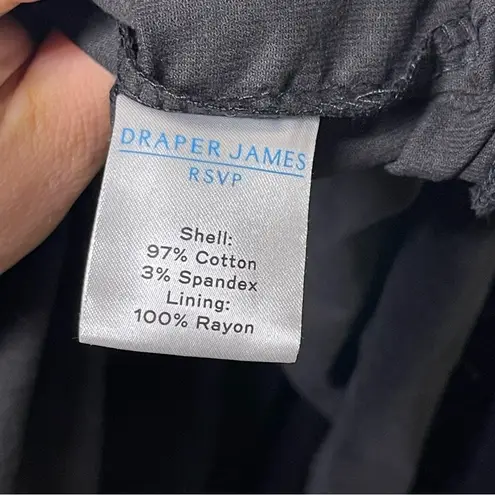 DRAPER JAMES
RSVP
Shell:
97% Cotton
3% Spandex
Lining:
100% Rayon